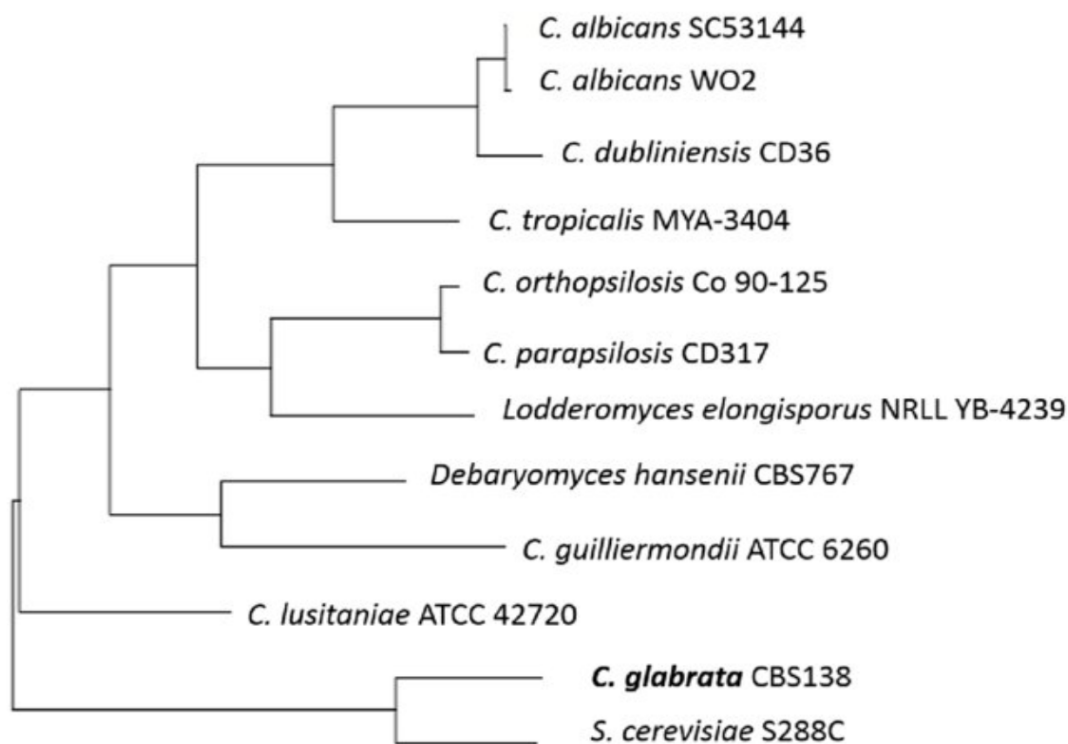 C. albicans SC53144
C. albicans WO2
C. dubliniensis CD36
C. tropicalis MYA-3404
C. orthopsilosis Co 90-125
C. parapsilosis CD317
Lodderomyces elongisporus NRLL YB-4239
Debaryomyces hansenii CBS767
C. guilliermondii ATCC 6260
C. lusitaniae ATCC 42720
C. glabrata CBS138
S. cerevisiae S288C